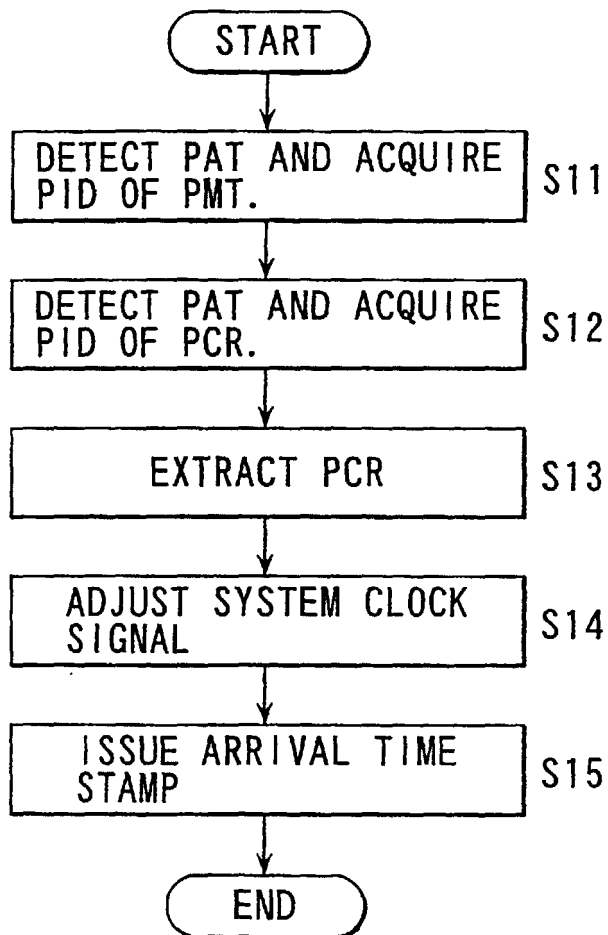 START
DETECT PAT AND ACQUIRE
PID OF PMT.
S11
DETECT PAT AND ACQUIRE
PID OF PCR.
S12
EXTRACT PCR
S13
ADJUST SYSTEM CLOCK
SIGNAL
S14
ISSUE ARRIVAL TIME
STAMP
S15
END